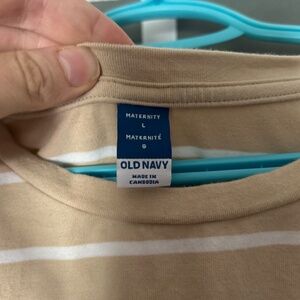 MATERNITY
L
MATERNITÉ
G
OLD NAVY
MADE IN
CAMBODIA